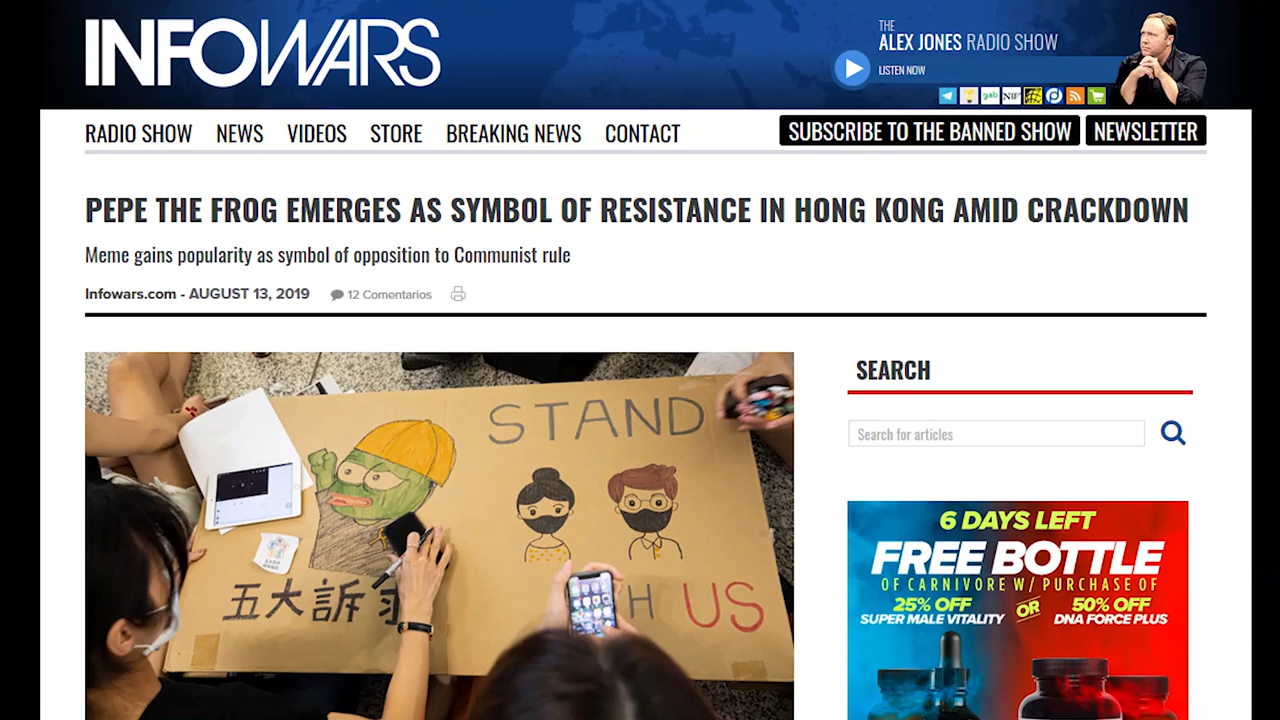 INFOWARS
THE
ALEX JONES RADIO SHOW
LISTEN NOW
gab
RADIO SHOW NEWS VIDEOS STORE BREAKING NEWS CONTACT
SUBSCRIBE TO THE BANNED SHOW NEWSLETTER
PEPE THE FROG EMERGES AS SYMBOL OF RESISTANCE IN HONG KONG AMID CRACKDOWN
Meme gains popularity as symbol of opposition to Communist rule
Infowars.com - AUGUST 13, 2019 12 Comentarios
STAND
五大訴
H US
SEARCH
Search for articles
6 DAYS LEFT
FREE BOTTLE
OF CARNIVORE W/ PURCHASE OF
25% OFF OR 50% OFF
SUPER MALE VITALITY DNA FORCE PLUS